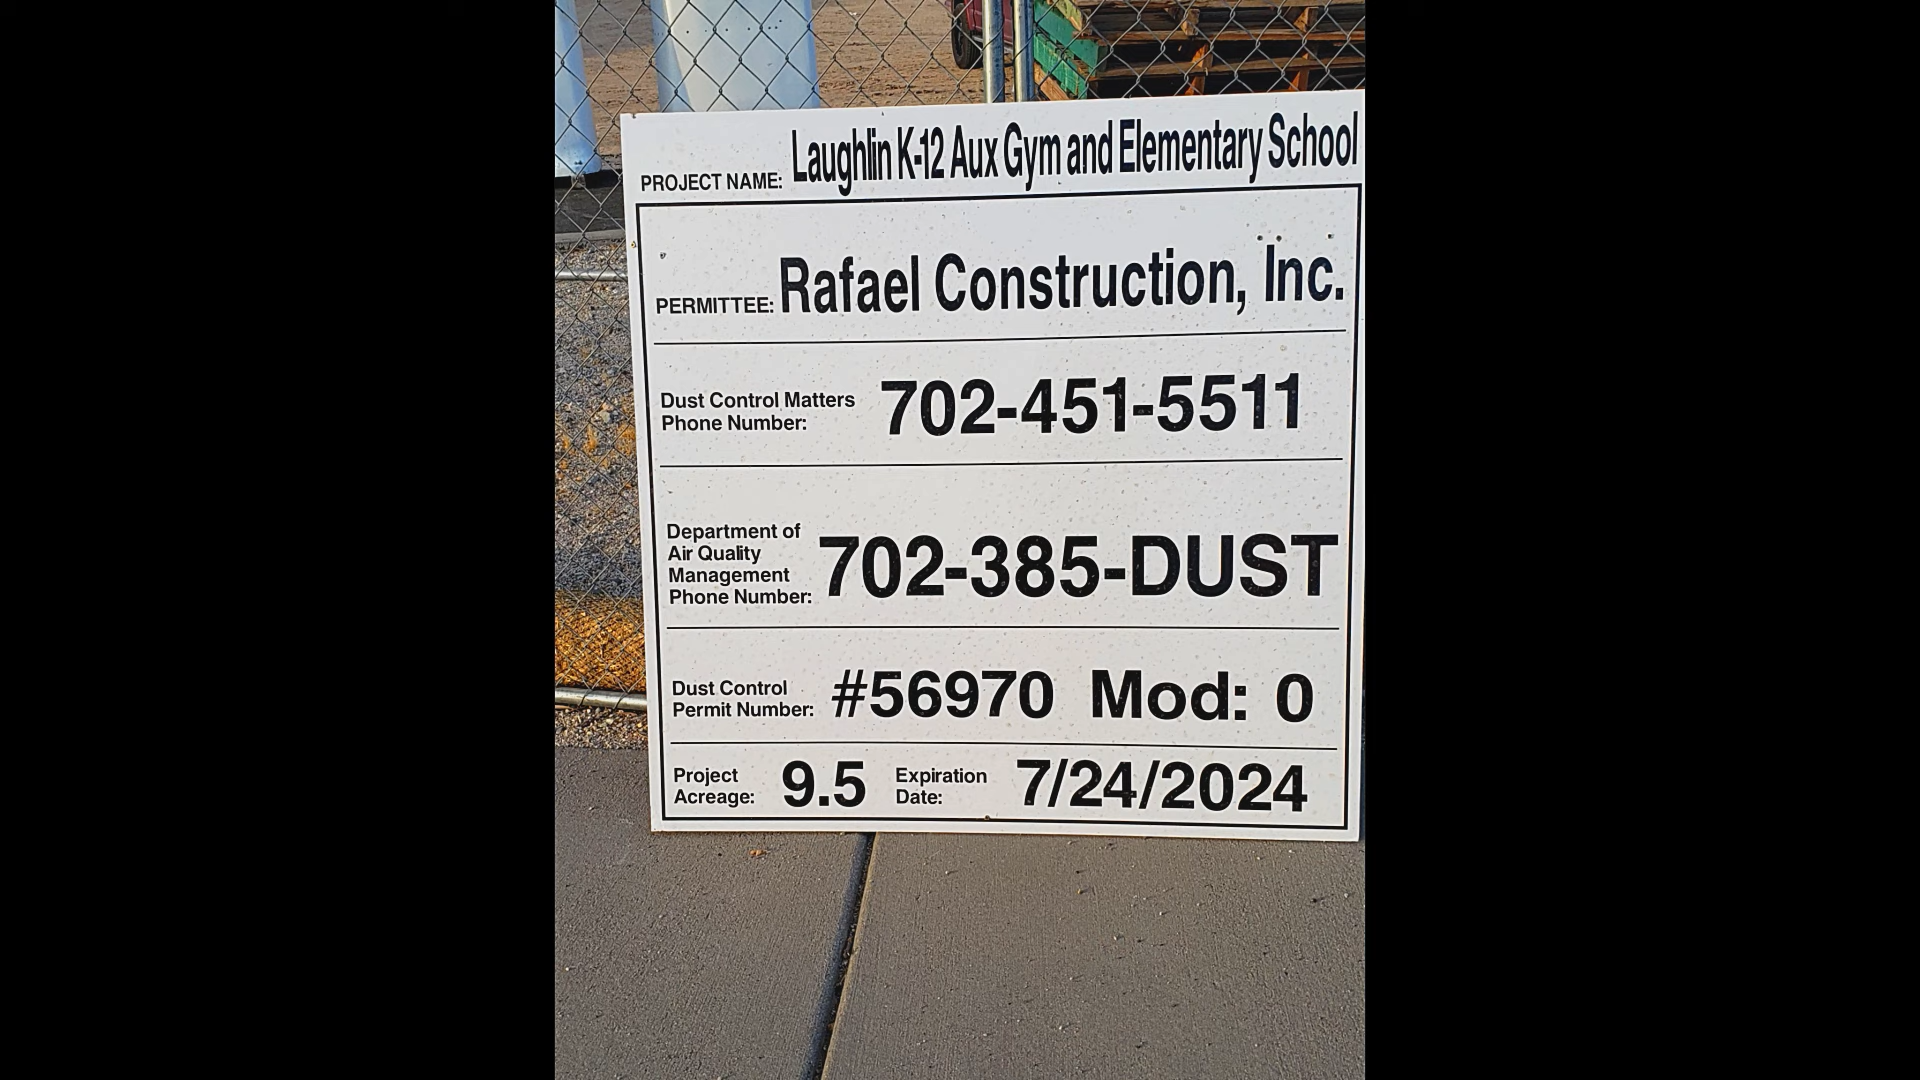 PROJECT NAME: Laughlin K-12 Aux Gym and Elementary School
PERMITTEE: Rafael Construction, Inc.
Dust Control Matters
Phone Number: 702-451-5511
Department of
Air Quality
Management
Phone Number: 702-385-DUST
Dust Control
Permit Number: #56970 Mod: 0
Project
Acreage: 9.5 Expiration
Date: 7/24/2024